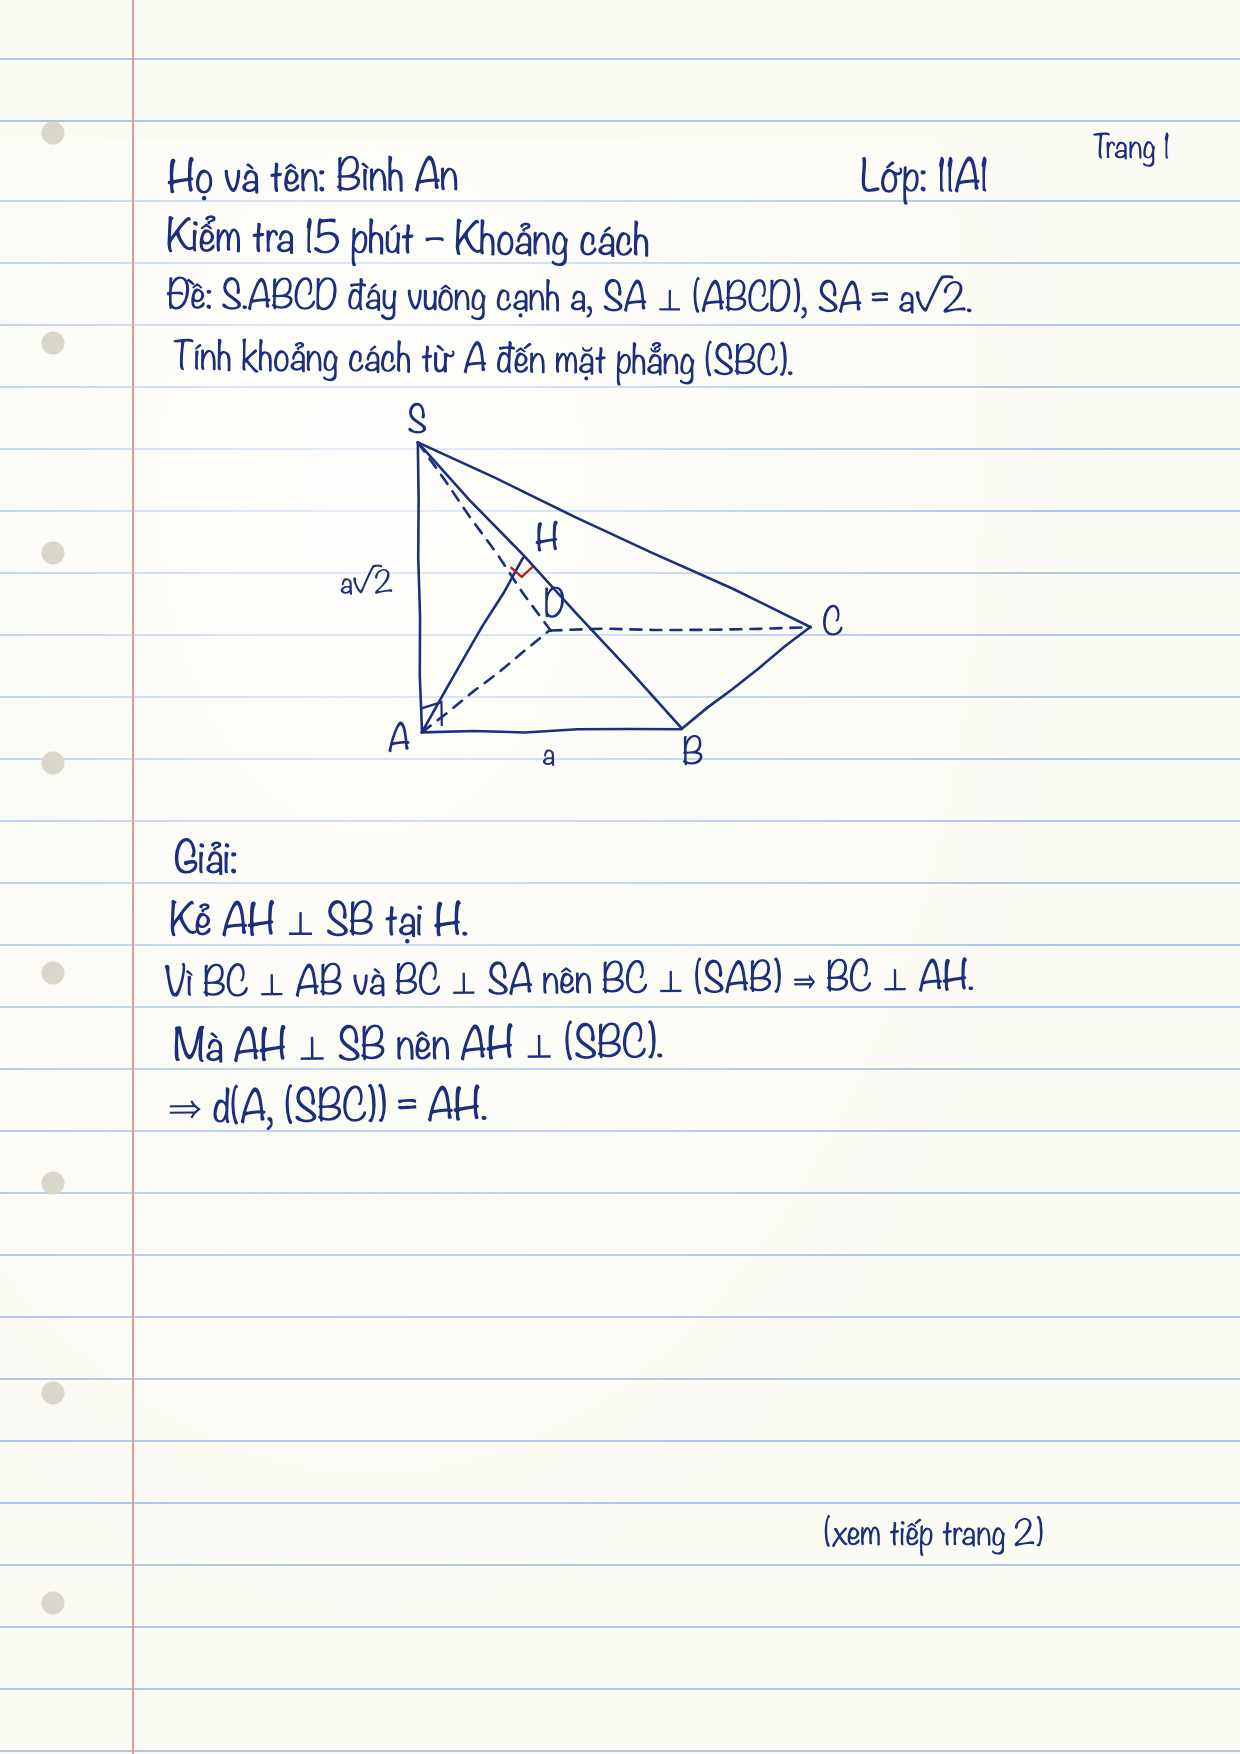 Trang 1
Họ và tên: Bình An Lớp: 11A1
Kiểm tra 15 phút – Khoảng cách
Đề: S.ABCD đáy vuông cạnh a, SA ⊥ (ABCD), SA = a√2.
Tính khoảng cách từ A đến mặt phẳng (SBC).
S
H
a√2
D
C
A
B
a
Giải:
Kẻ AH ⊥ SB tại H.
Vì BC ⊥ AB và BC ⊥ SA nên BC ⊥ (SAB) ⇒ BC ⊥ AH.
Mà AH ⊥ SB nên AH ⊥ (SBC).
⇒ d(A, (SBC)) = AH.
(xem tiếp trang 2)